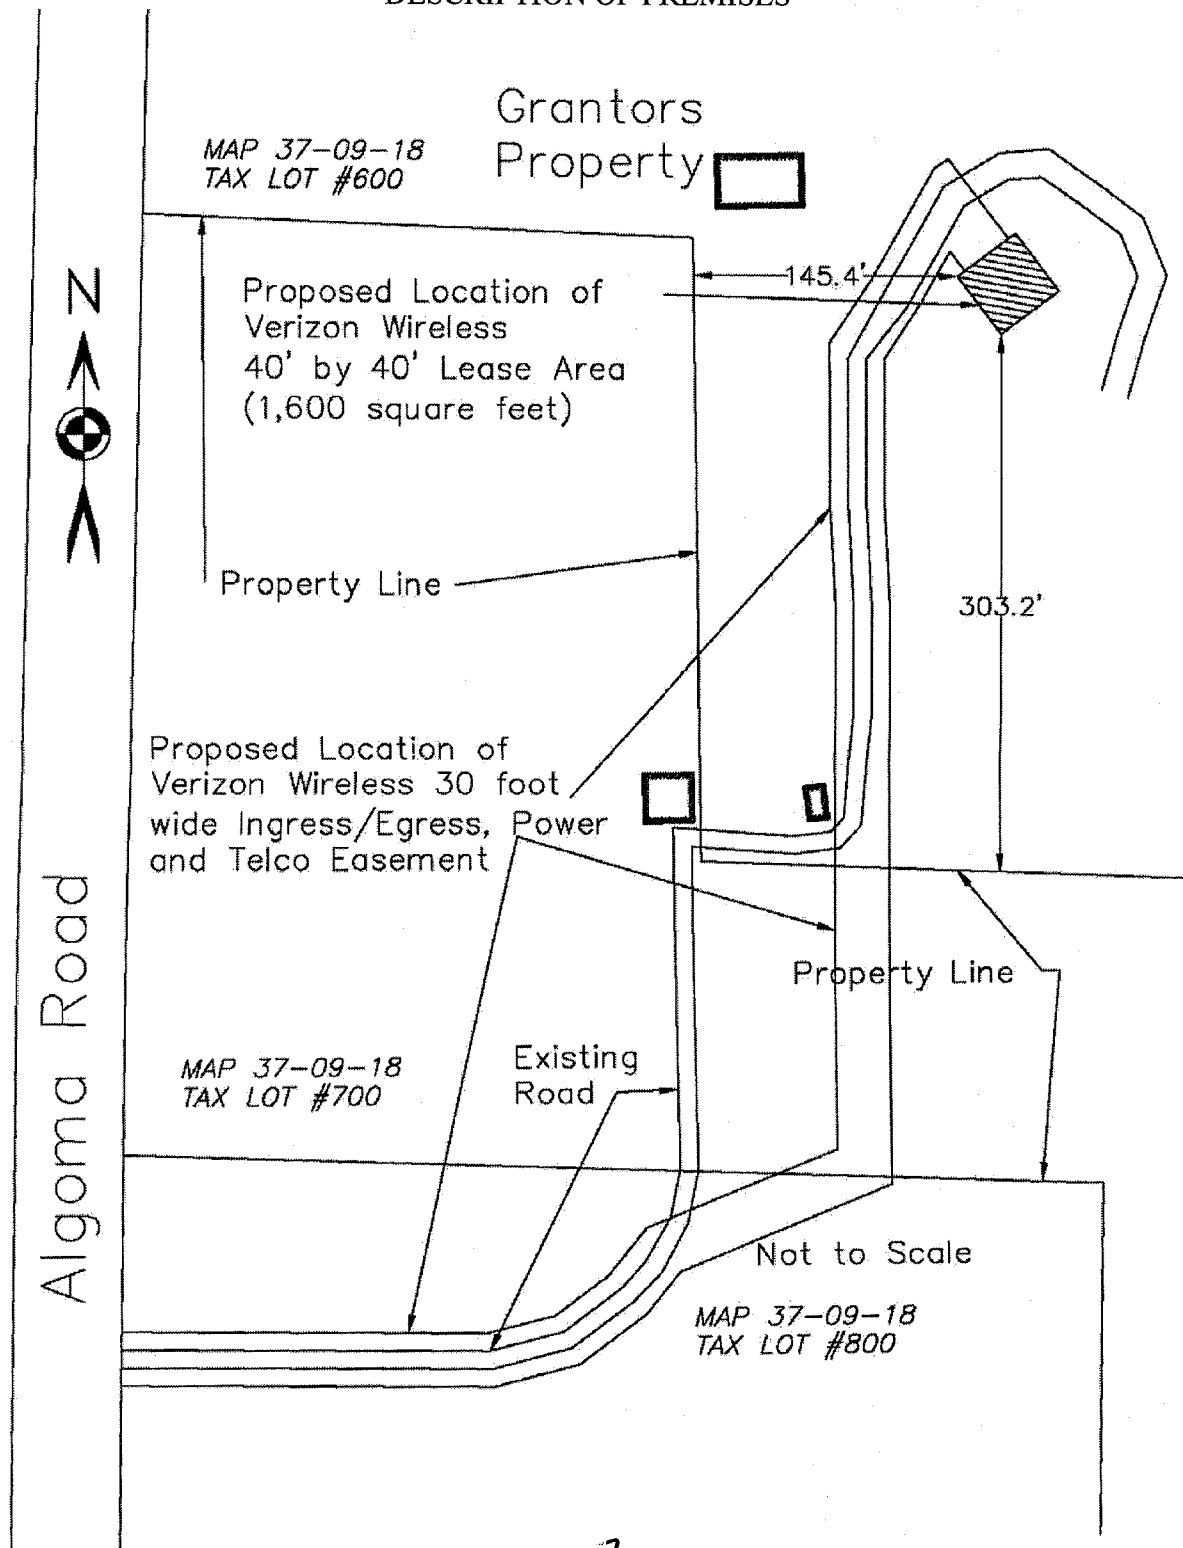 DESCRIPTION OF PREMISES
Grantors
Property
MAP 37-09-18
TAX LOT #600
N
145.4'
Proposed Location of
Verizon Wireless
40' by 40' Lease Area
(1,600 square feet)
Property Line
303.2'
Proposed Location of
Verizon Wireless 30 foot
wide Ingress/Egress, Power
and Telco Easement
Algoma Road
Property Line
Existing
Road
MAP 37-09-18
TAX LOT #700
Not to Scale
MAP 37-09-18
TAX LOT #800